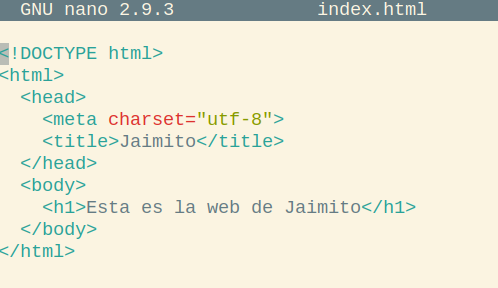 GNU nano 2.9.3 index.html
<!DOCTYPE html>
<html>
<head>
<meta charset="utf-8">
<title>Jaimito</title>
</head>
<body>
<h1>Esta es la web de Jaimito</h1>
</body>
</html>